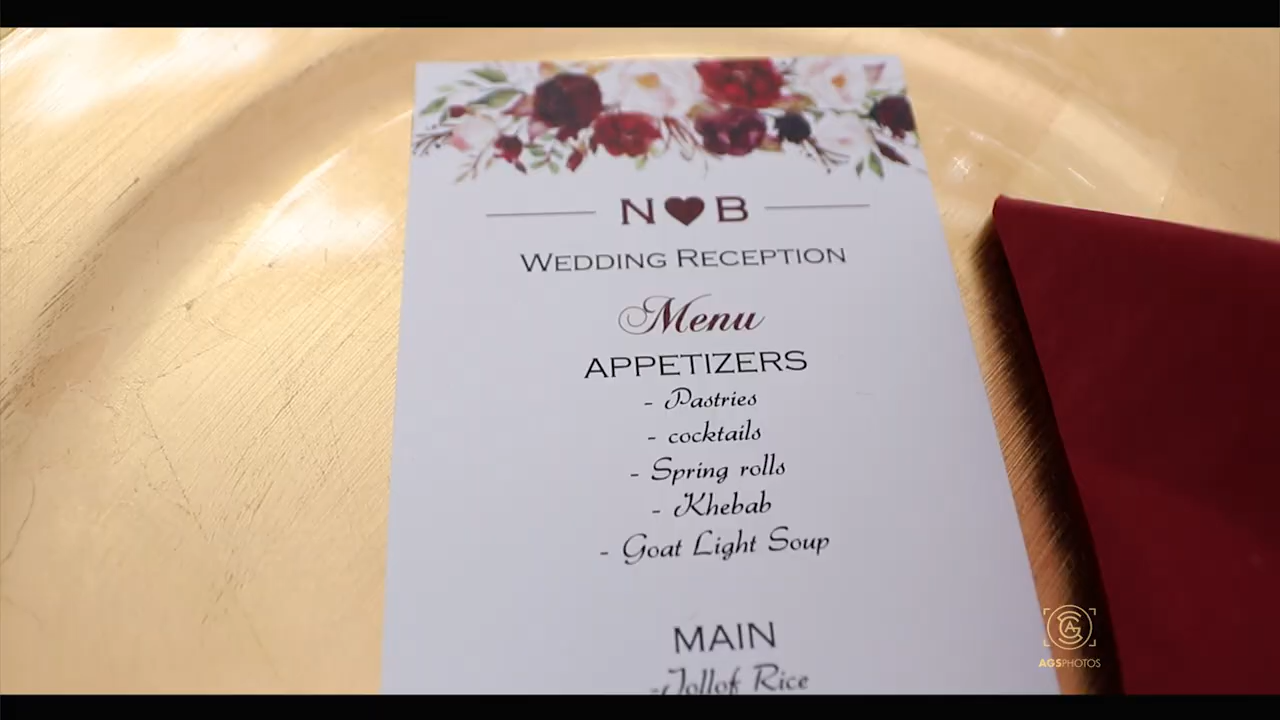 N♥B
WEDDING RECEPTION
Menu
APPETIZERS
- Pastries
- cocktails
- Spring rolls
- Khebab
- Goat Light Soup
MAIN
-Jollof Rice
AGSPHOTOS